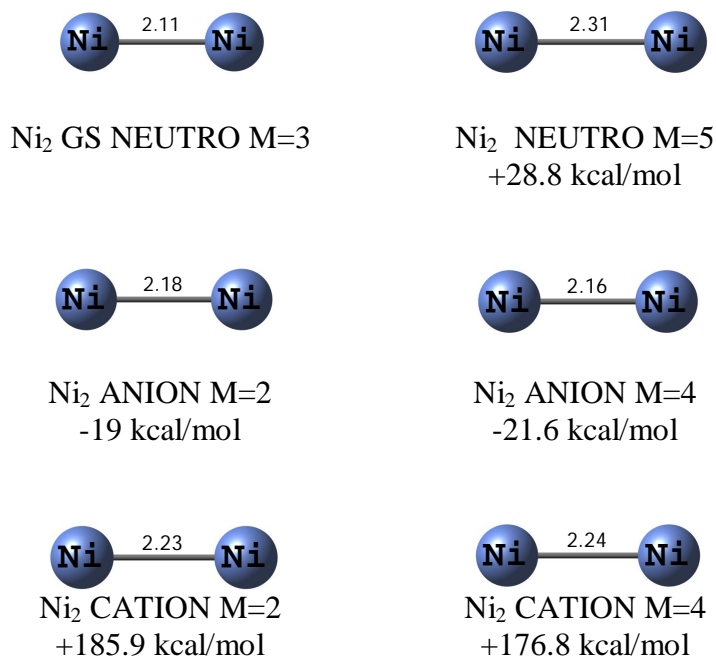 Ni 2.11 Ni
Ni₂ GS NEUTRO M=3
Ni 2.31 Ni
Ni₂ NEUTRO M=5
+28.8 kcal/mol
Ni 2.18 Ni
Ni₂ ANION M=2
-19 kcal/mol
Ni 2.16 Ni
Ni₂ ANION M=4
-21.6 kcal/mol
Ni 2.23 Ni
Ni₂ CATION M=2
+185.9 kcal/mol
Ni 2.24 Ni
Ni₂ CATION M=4
+176.8 kcal/mol